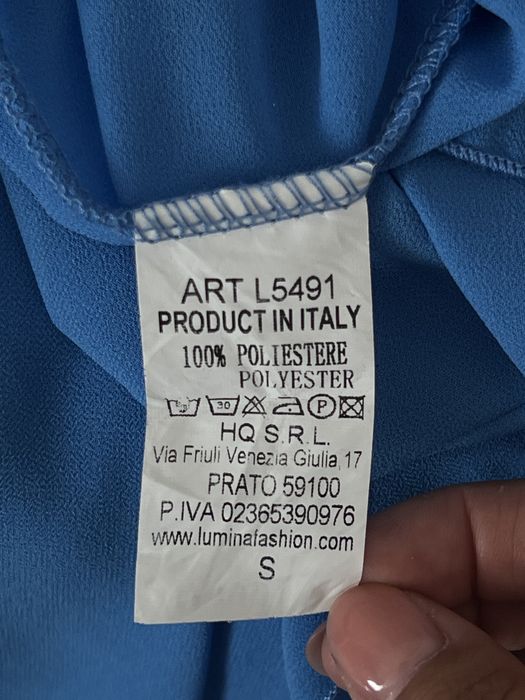 ART L5491
PRODUCT IN ITALY
100% POLIESTERE
POLYESTER
30 P
HQ S.R.L.
Via Friuli Venezia Giulia,17
PRATO 59100
P.IVA 02365390976
www.luminafashion.com
S